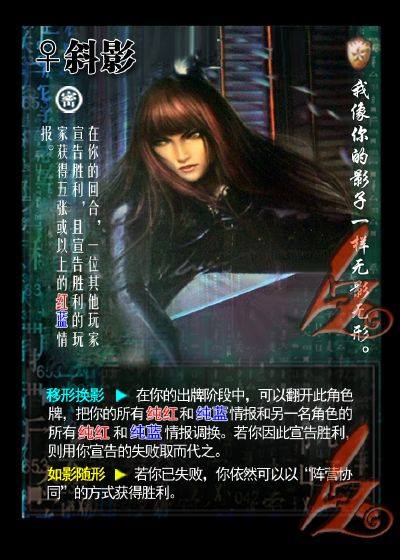 ♀斜影
密
在你的回合，一位其他玩家
宣告胜利，且宣告胜利的玩
家获得五张或以上的红蓝情
报。
我像你的影子一样无影无形。
移形换影 ▶ 在你的出牌阶段中，可以翻开此角色
牌，把你的所有纯红和纯蓝情报和另一名角色的
所有纯红和纯蓝情报调换。若你因此宣告胜利，
则用你宣告的失败取而代之。
如影随形 ▶ 若你已失败，你依然可以以“阵营协
同”的方式获得胜利。